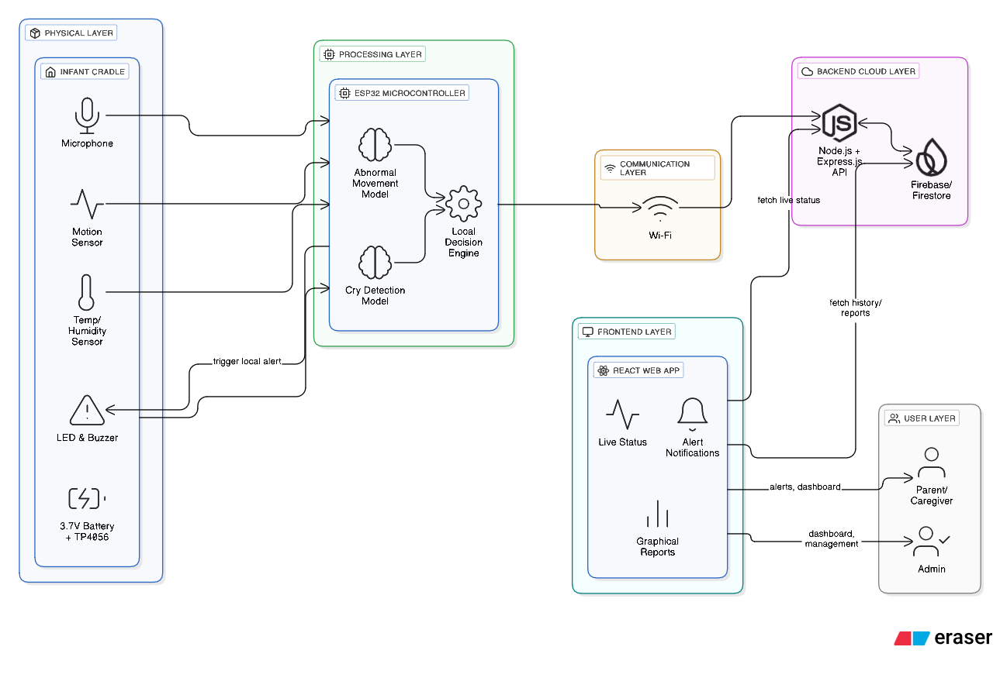 PHYSICAL LAYER
INFANT CRADLE
Microphone
Motion
Sensor
Temp/
Humidity
Sensor
LED & Buzzer
3.7V Battery
+ TP4056
trigger local alert
PROCESSING LAYER
ESP32 MICROCONTROLLER
Abnormal
Movement
Model
Cry Detection
Model
Local
Decision
Engine
COMMUNICATION
LAYER
Wi-Fi
BACKEND CLOUD LAYER
JS
Node.js +
Express.js
API
Firebase/
Firestore
fetch live status
fetch history/
reports
FRONTEND LAYER
REACT WEB APP
Live Status
Alert
Notifications
Graphical
Reports
alerts, dashboard
dashboard,
management
USER LAYER
Parent/
Caregiver
Admin
eraser